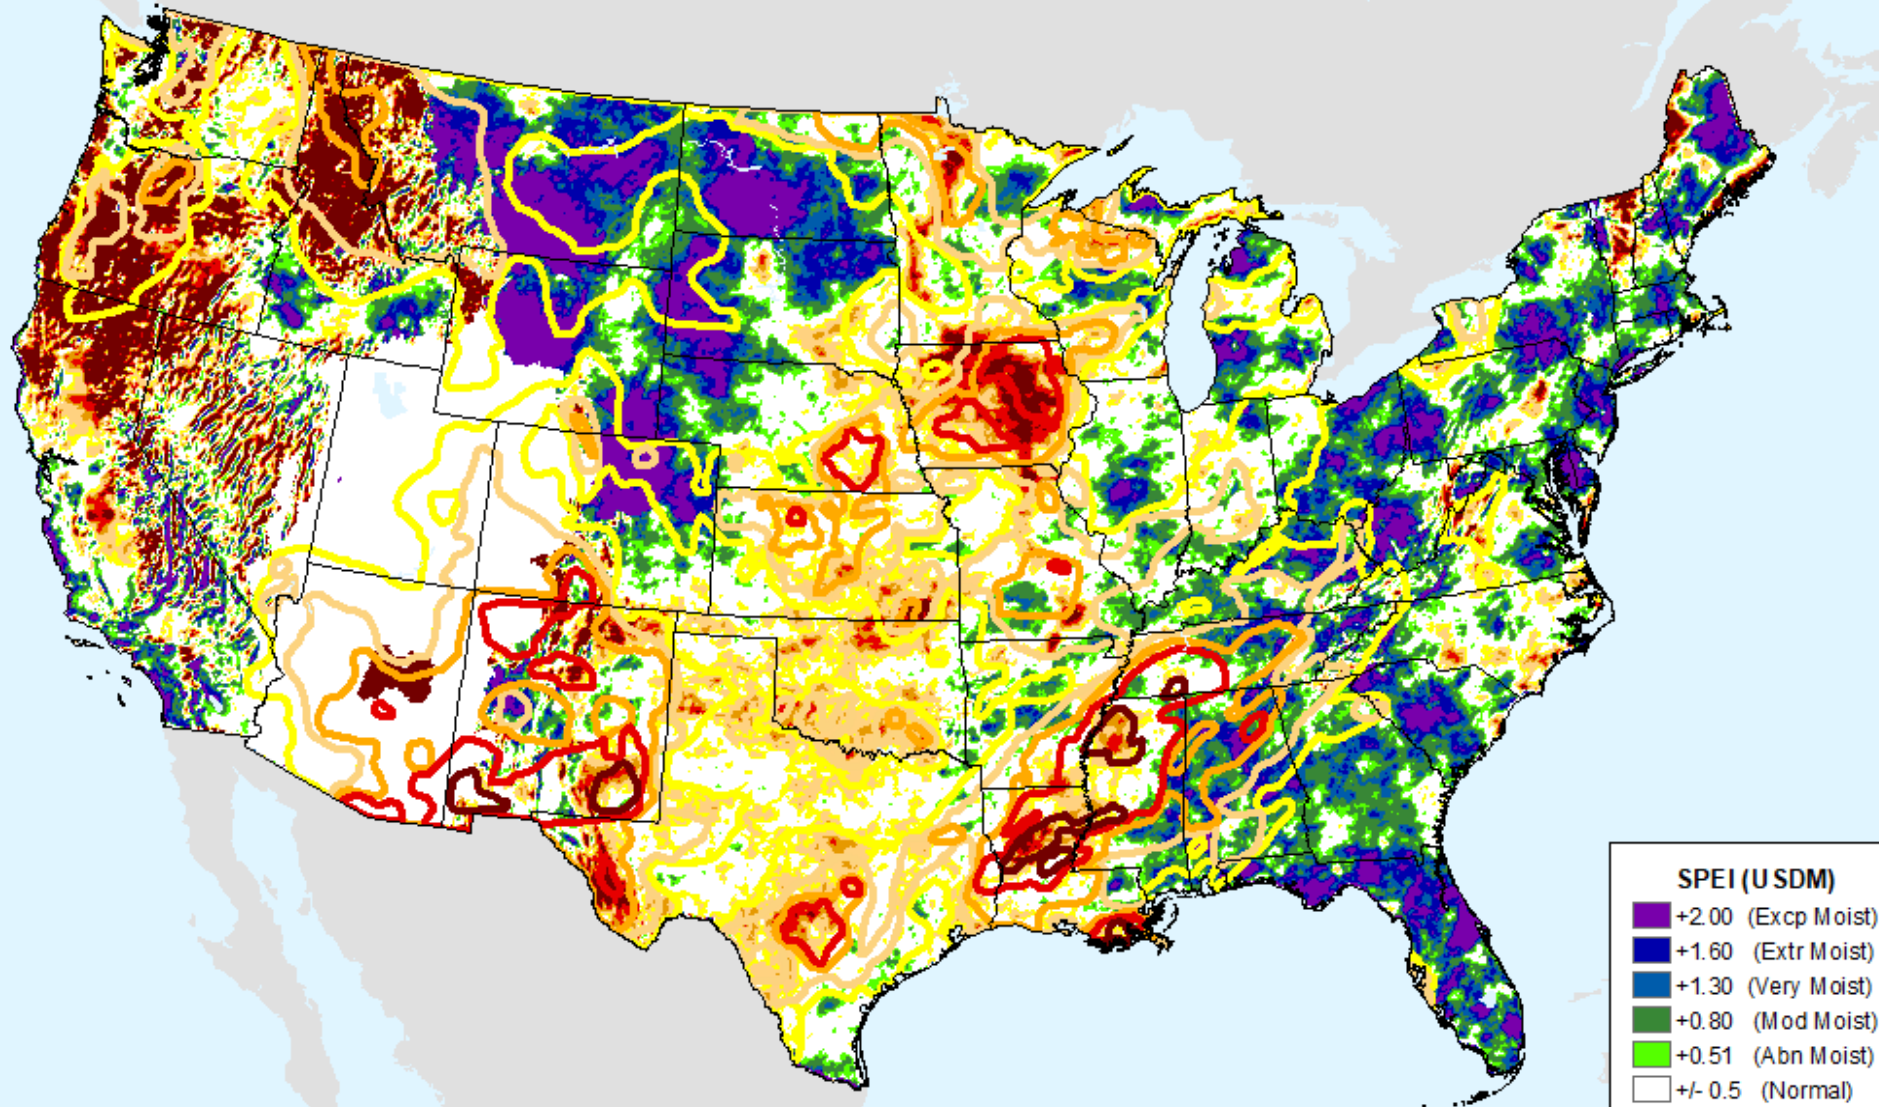 SPEI (USDM)
+2.00 (Excp Moist)
+1.60 (Extr Moist)
+1.30 (Very Moist)
+0.80 (Mod Moist)
+0.51 (Abn Moist)
+/- 0.5 (Normal)